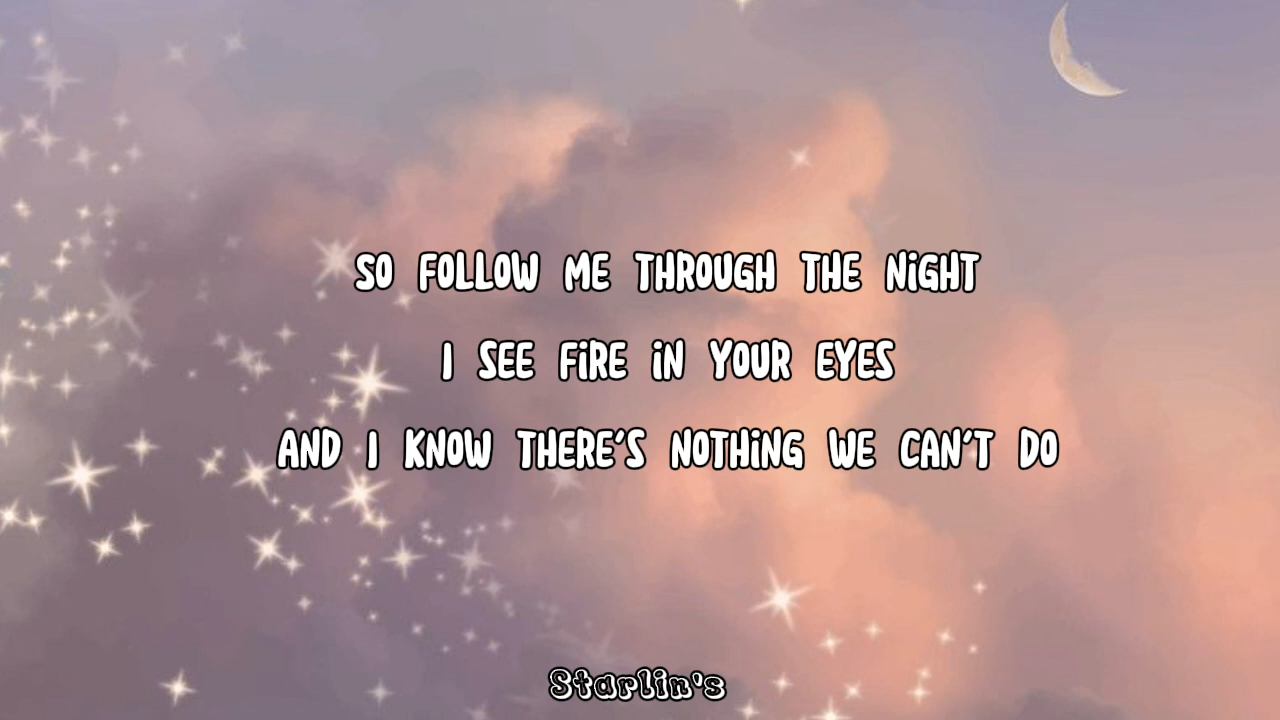 SO FOLLOW ME THROUGH THE NiGHT
I SEE FiRE iN YOUR EYES
AND I KNOW THERE'S NOTHiNG WE CAN'T DO
Starlin's